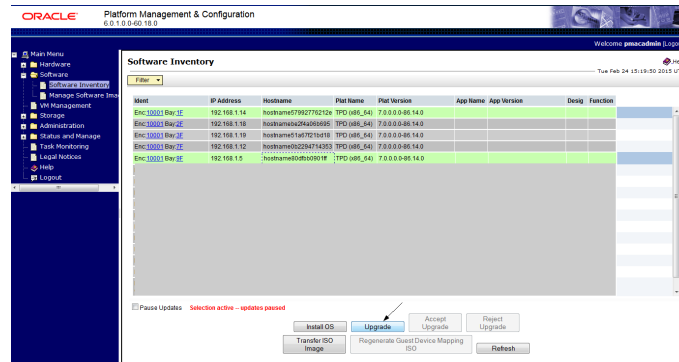 ORACLE
Platform Management & Configuration
6.0.1.0.0-60.18.0
Welcome pmacadmin [Logo
Main Menu
Hardware
Software
Software Inventory
Manage Software Ima
VM Management
Storage
Administration
Status and Manage
Task Monitoring
Legal Notices
Help
Logout
Software Inventory
He
Tue Feb 24 15:19:50 2015 UT
Filter
Ident IP Address Hostname Plat Name Plat Version App Name App Version Desig Function
Enc:10001 Bay:1F 192.168.1.14 hostname57992776212e TPD (x86_64) 7.0.0.0.0-86.14.0
Enc:10001 Bay:2F 192.168.1.18 hostnamebe2f4a06b695 TPD (x86_64) 7.0.0.0.0-86.14.0
Enc:10001 Bay:3F 192.168.1.19 hostname51a67f21bd18 TPD (x86_64) 7.0.0.0.0-86.14.0
Enc:10001 Bay:7F 192.168.1.12 hostname0b2294714353 TPD (x86_64) 7.0.0.0.0-86.14.0
Enc:10001 Bay:9F 192.168.1.5 hostname80dfbb0901ff TPD (x86_64) 7.0.0.0.0-86.14.0
Pause Updates Selection active – updates paused
Install OS
Upgrade
Accept
Upgrade
Reject
Upgrade
Transfer ISO
Image
Regenerate Guest Device Mapping
ISO
Refresh